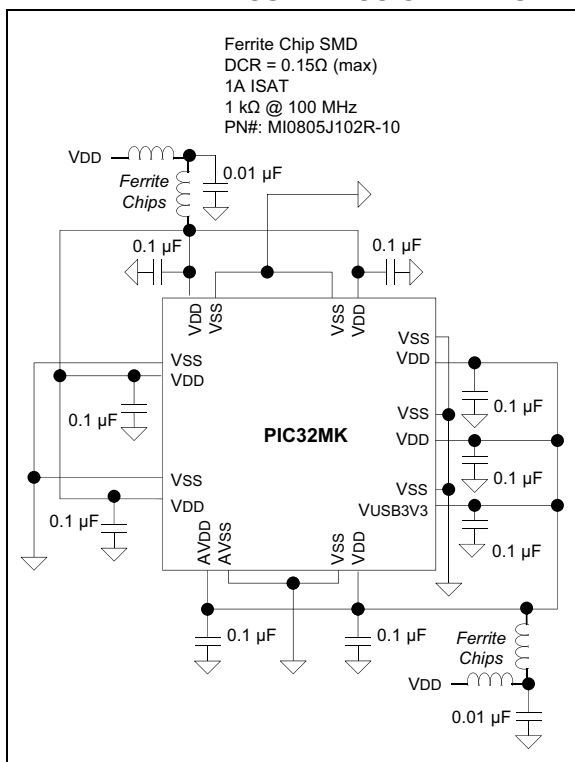 Ferrite Chip SMD
DCR = 0.15Ω (max)
1A ISAT
1 kΩ @ 100 MHz
PN#: MI0805J102R-10
VDD
0.01 µF
Ferrite
Chips
0.1 µF
0.1 µF
VDD
VSS
VSS
VDD
VSS
VDD
0.1 µF
VSS
VDD
0.1 µF
VSS
VDD
0.1 µF
VSS
VDD
0.1 µF
VSS
VUSB3V3
0.1 µF
PIC32MK
AVDD
AVSS
VSS
VDD
0.1 µF
0.1 µF
Ferrite
Chips
VDD
0.01 µF